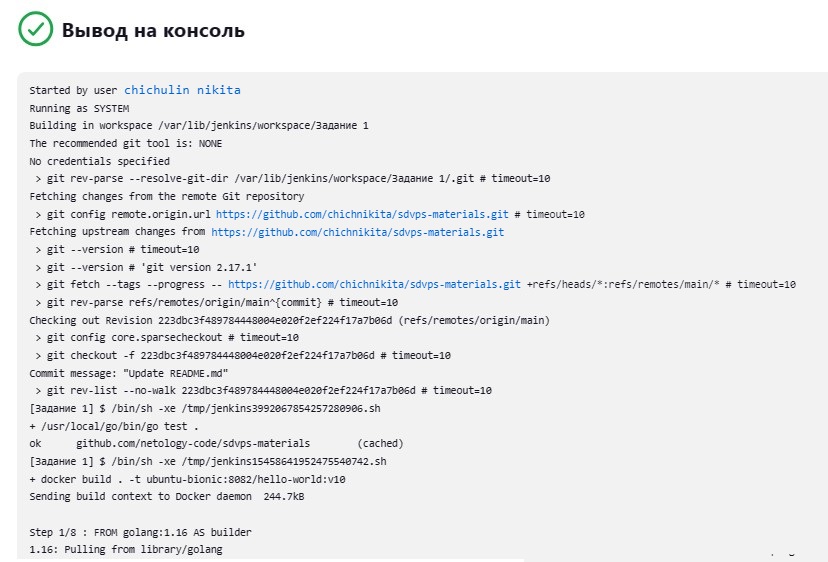 Вывод на консоль
Started by user chichulin nikita
Running as SYSTEM
Building in workspace /var/lib/jenkins/workspace/Задание 1
The recommended git tool is: NONE
No credentials specified
> git rev-parse --resolve-git-dir /var/lib/jenkins/workspace/Задание 1/.git # timeout=10
Fetching changes from the remote Git repository
> git config remote.origin.url https://github.com/chichnikita/sdvps-materials.git # timeout=10
Fetching upstream changes from https://github.com/chichnikita/sdvps-materials.git
> git --version # timeout=10
> git --version # 'git version 2.17.1'
> git fetch --tags --progress -- https://github.com/chichnikita/sdvps-materials.git +refs/heads/*:refs/remotes/main/* # timeout=10
> git rev-parse refs/remotes/origin/main^{commit} # timeout=10
Checking out Revision 223dbc3f489784448004e020f2ef224f17a7b06d (refs/remotes/origin/main)
> git config core.sparsecheckout # timeout=10
> git checkout -f 223dbc3f489784448004e020f2ef224f17a7b06d # timeout=10
Commit message: "Update README.md"
> git rev-list --no-walk 223dbc3f489784448004e020f2ef224f17a7b06d # timeout=10
[Задание 1] $ /bin/sh -xe /tmp/jenkins3992067854257280906.sh
+ /usr/local/go/bin/go test .
ok github.com/netology-code/sdvps-materials (cached)
[Задание 1] $ /bin/sh -xe /tmp/jenkins15458641952475540742.sh
+ docker build . -t ubuntu-bionic:8082/hello-world:v10
Sending build context to Docker daemon 244.7kB
Step 1/8 : FROM golang:1.16 AS builder
1.16: Pulling from library/golang